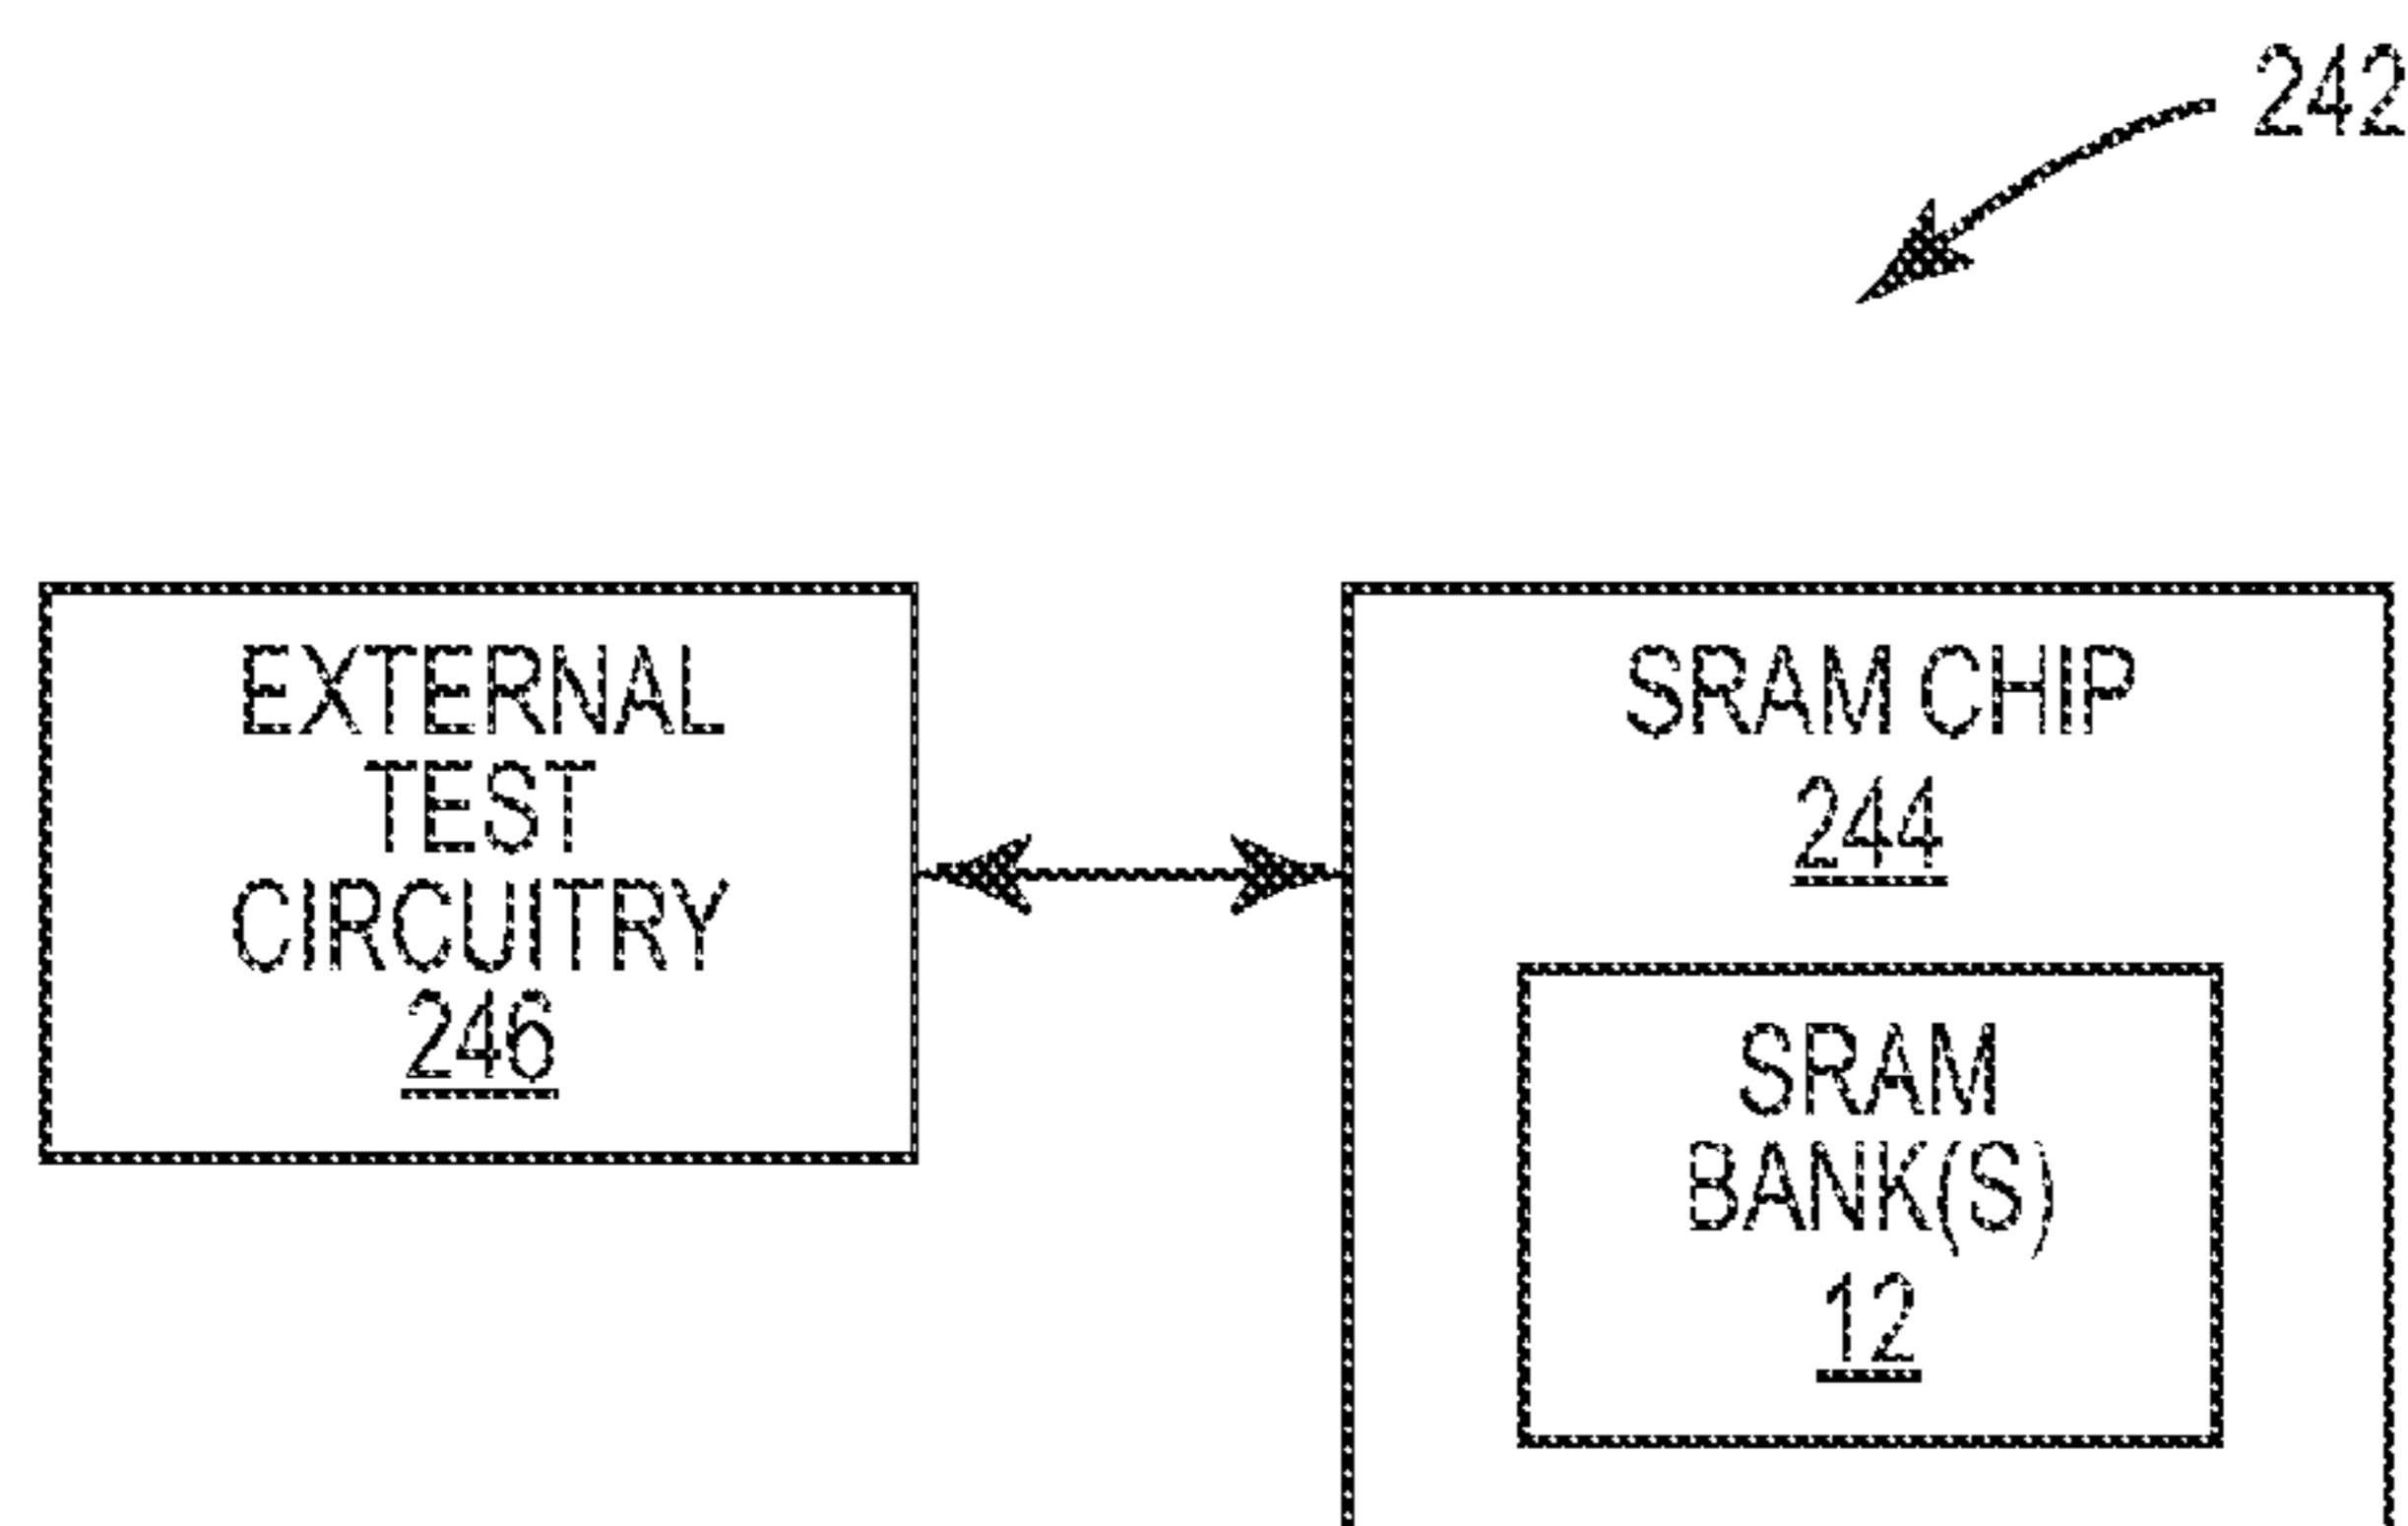 242
EXTERNAL
TEST
CIRCUITRY
246
SRAM CHIP
244
SRAM
BANK(S)
12